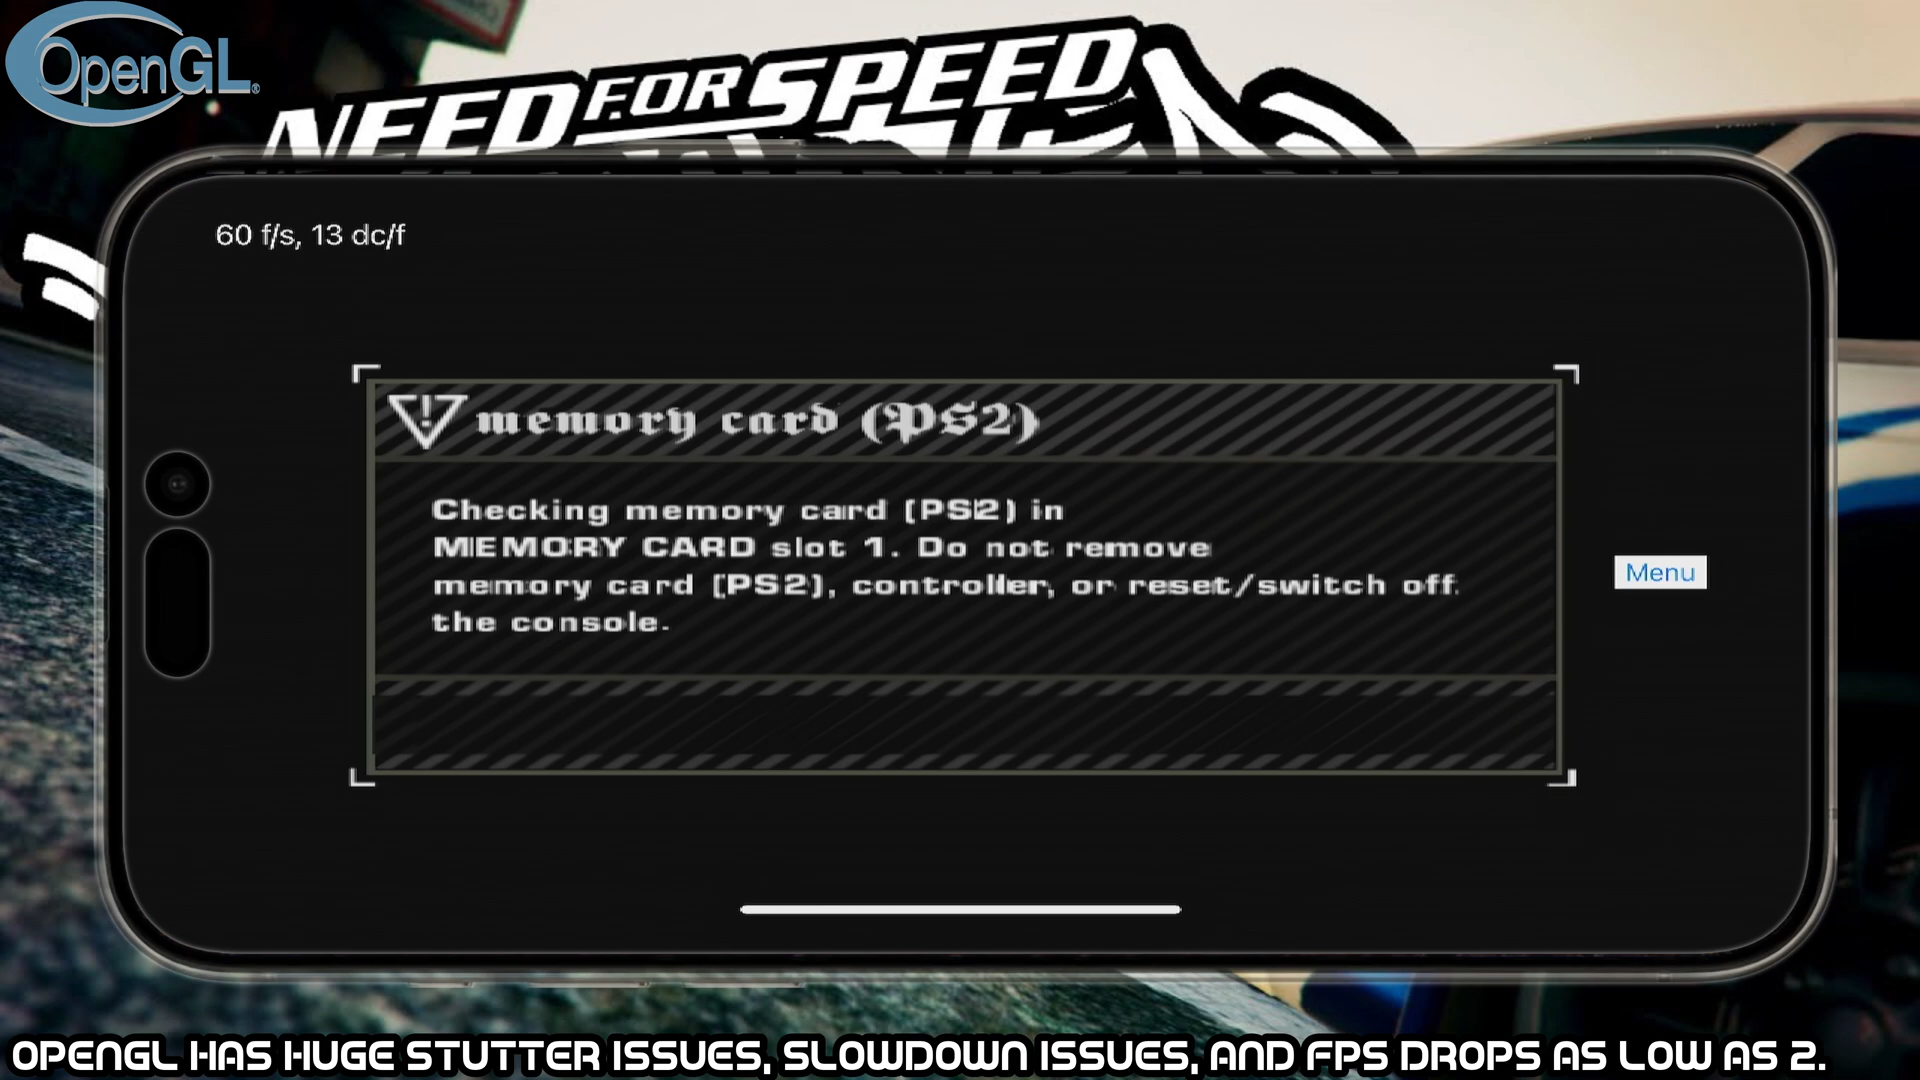 OpenGL®
NEED FOR SPEED
60 f/s, 13 dc/f
memory card (PS2)
Checking memory card (PS2) in
MEMORY CARD slot 1. Do not remove
memory card (PS2), controller, or reset/switch off
the console.
Menu
OPENGL HAS HUGE STUTTER ISSUES, SLOWDOWN ISSUES, AND FPS DROPS AS LOW AS 2.